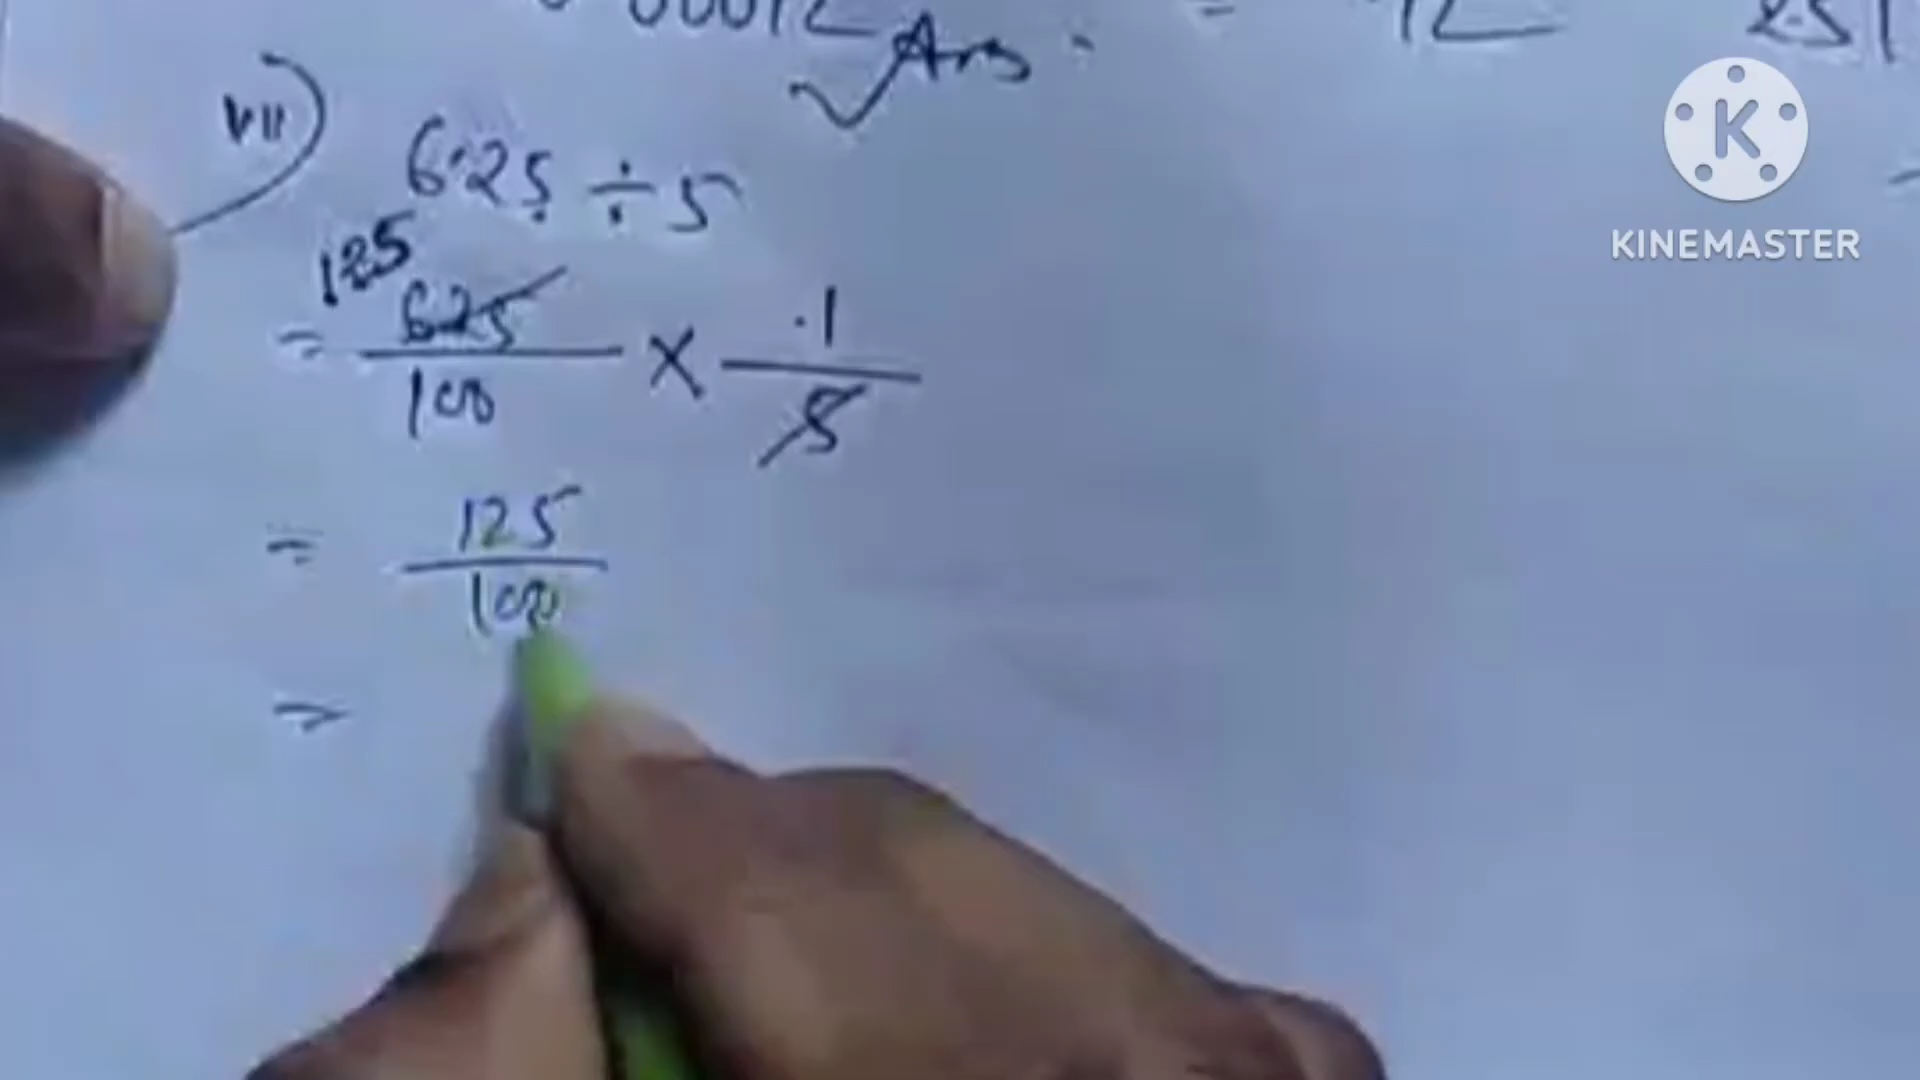 Ans.
vii) 6.25 ÷ 5
125
= 625/100 × 1/5
= 125/100
=
KINEMASTER